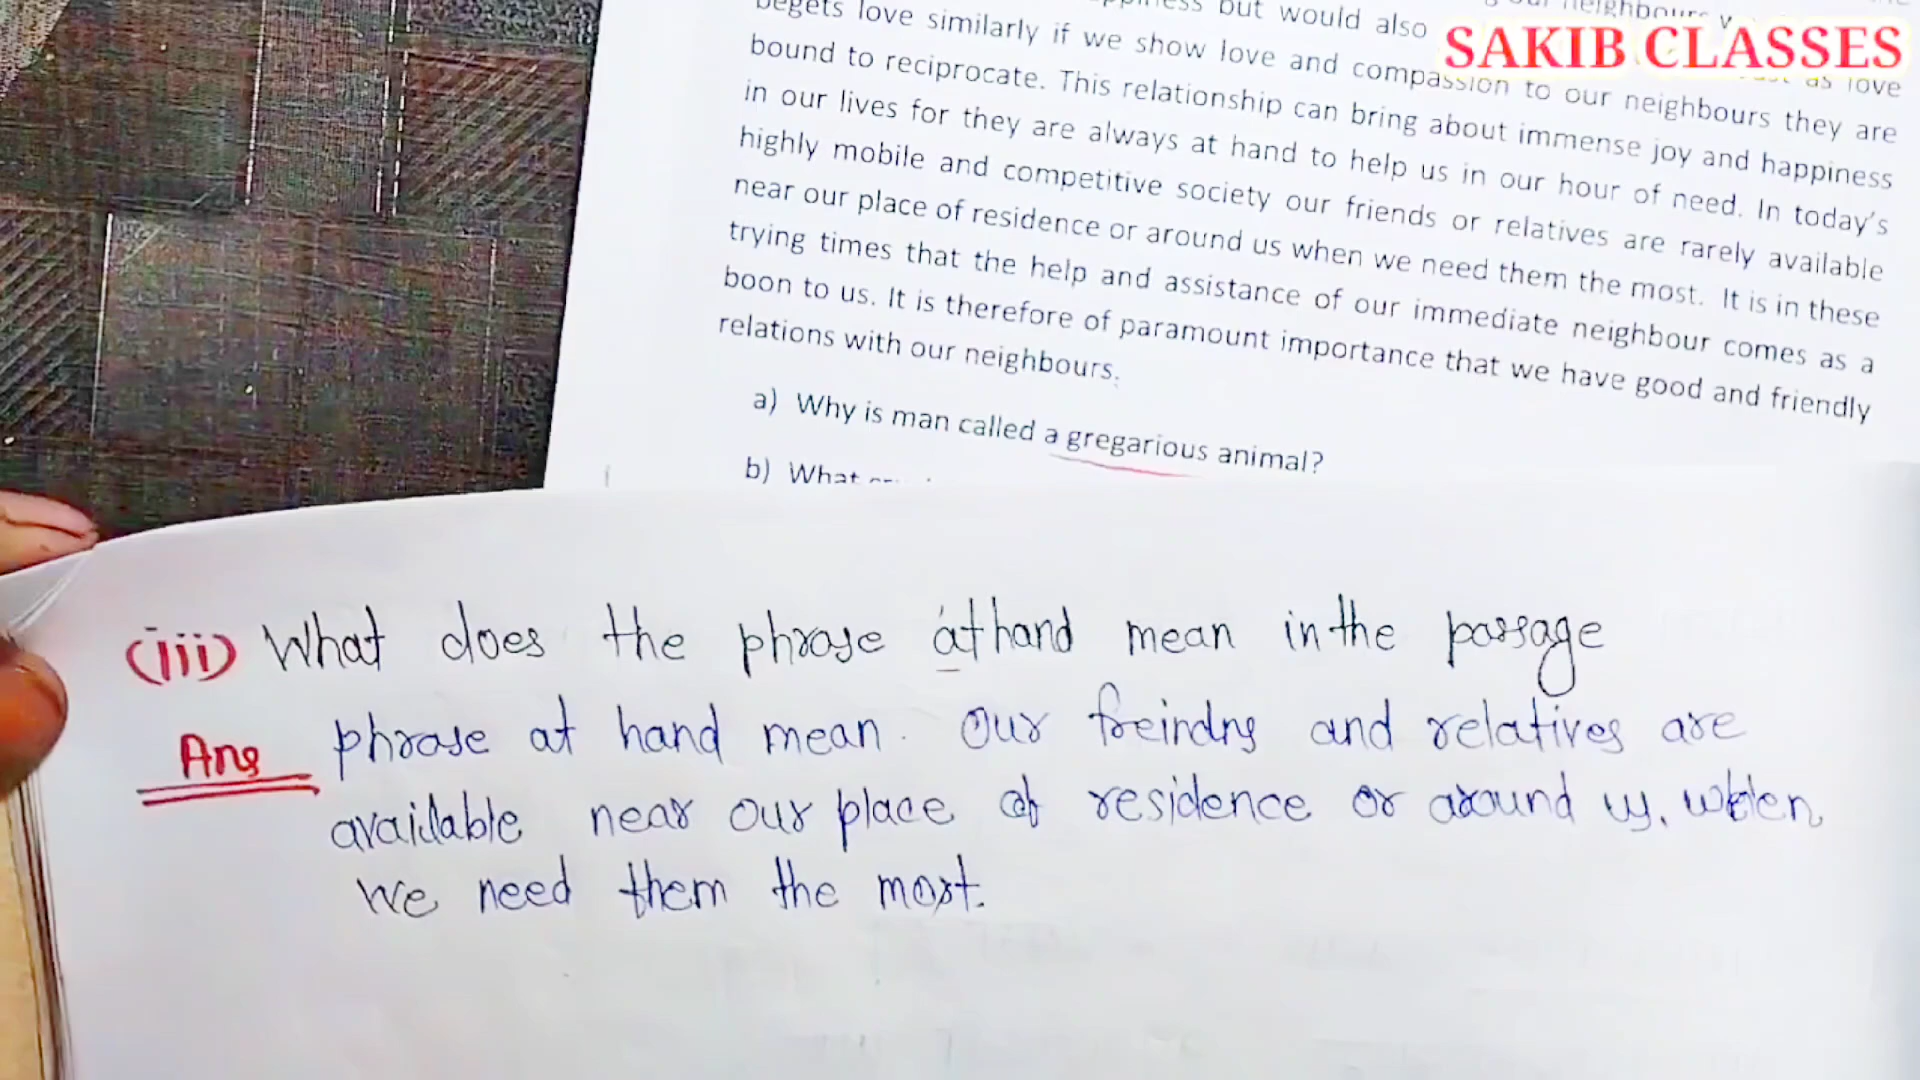 but would also
SAKIB CLASSES
begets love similarly if we show love and compassion to our neighbours they are as love
bound to reciprocate. This relationship can bring about immense joy and happiness
in our lives for they are always at hand to help us in our hour of need. In today's
highly mobile and competitive society our friends or relatives are rarely available
near our place of residence or around us when we need them the most. It is in these
trying times that the help and assistance of our immediate neighbour comes as a
boon to us. It is therefore of paramount importance that we have good and friendly
relations with our neighbours.
a) Why is man called a gregarious animal?
b) What
(iii) What does the phrase at hand mean in the passage
Ans phrase at hand mean. Our freindns and relatives are
available near our place of residence or around us. when
we need them the most.